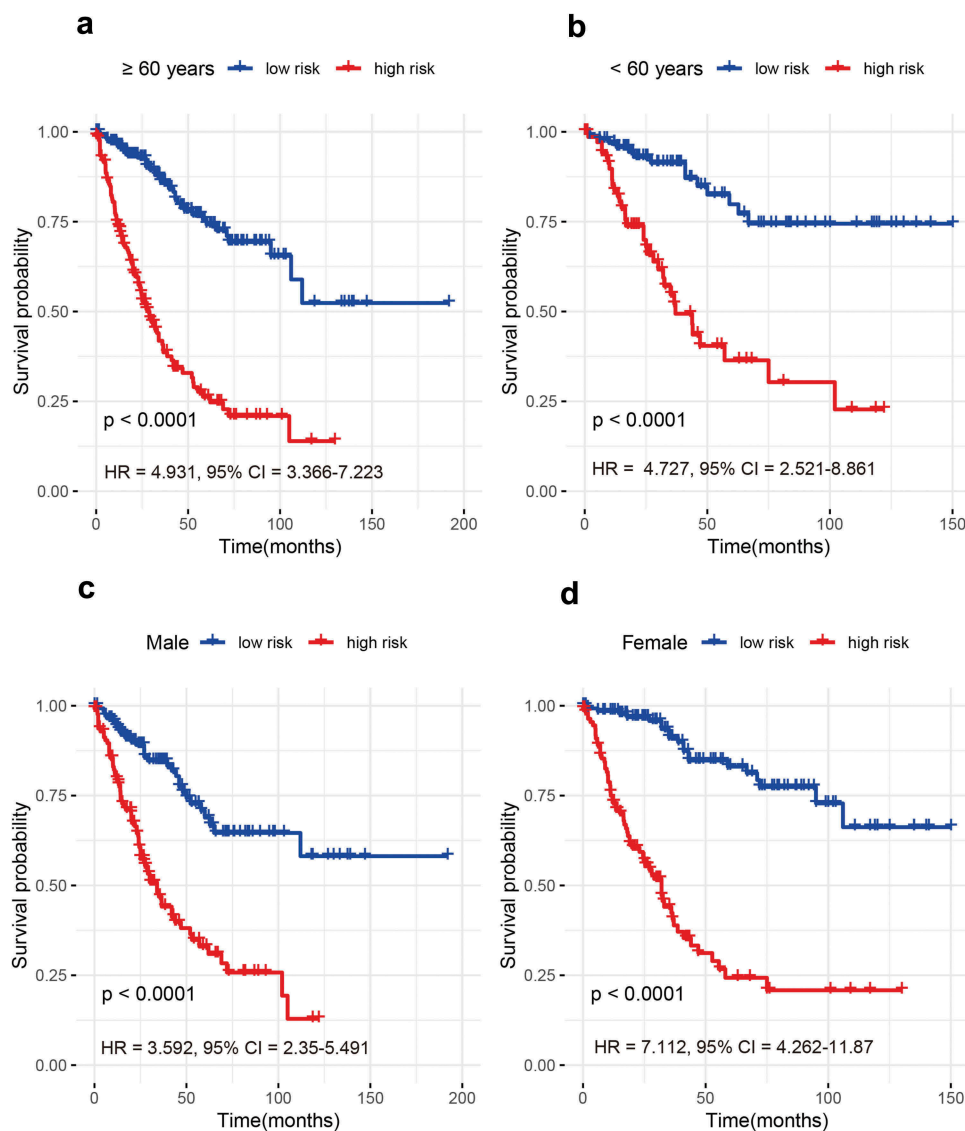 a
≥ 60 years low risk high risk
1.00
0.75
0.50
0.25
0.00
Survival probability
p < 0.0001
HR = 4.931, 95% CI = 3.366-7.223
0 50 100 150 200
Time(months)
b
< 60 years low risk high risk
1.00
0.75
0.50
0.25
0.00
Survival probability
p < 0.0001
HR =  4.727, 95% CI = 2.521-8.861
0 50 100 150
Time(months)
c
Male low risk high risk
1.00
0.75
0.50
0.25
0.00
Survival probability
p < 0.0001
HR = 3.592, 95% CI = 2.35-5.491
0 50 100 150 200
Time(months)
d
Female low risk high risk
1.00
0.75
0.50
0.25
0.00
Survival probability
p < 0.0001
HR = 7.112, 95% CI = 4.262-11.87
0 50 100 150
Time(months)